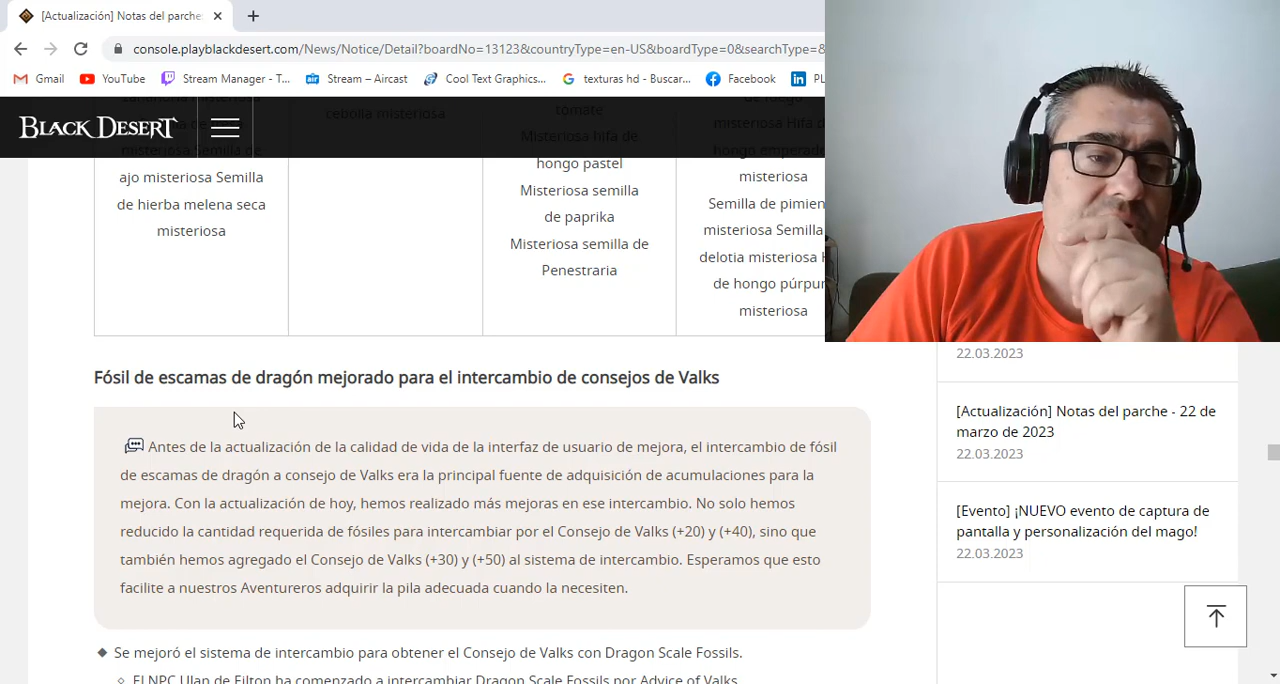 [Actualización] Notas del parche
console.playblackdesert.com/News/Notice/Detail?boardNo=13123&countryType=en-US&boardType=0&searchType=8
Gmail YouTube Stream Manager - T... Stream – Aircast Cool Text Graphics... texturas hd - Buscar... Facebook
BLACK DESERT
cebolla misteriosa
tomate
Misteriosa hifa de
misteriosa Hifa d
misteriosa Semilla de
hongo pastel
misteriosa
ajo misteriosa Semilla
Misteriosa semilla
Semilla de pimien
de hierba melena seca
de paprika
misteriosa Semilla
misteriosa
Misteriosa semilla de
delotia misteriosa
Penestraria
de hongo púrpur
misteriosa
Fósil de escamas de dragón mejorado para el intercambio de consejos de Valks
Antes de la actualización de la calidad de vida de la interfaz de usuario de mejora, el intercambio de fósil
de escamas de dragón a consejo de Valks era la principal fuente de adquisición de acumulaciones para la
mejora. Con la actualización de hoy, hemos realizado más mejoras en ese intercambio. No solo hemos
reducido la cantidad requerida de fósiles para intercambiar por el Consejo de Valks (+20) y (+40), sino que
también hemos agregado el Consejo de Valks (+30) y (+50) al sistema de intercambio. Esperamos que esto
facilite a nuestros Aventureros adquirir la pila adecuada cuando la necesiten.
Se mejoró el sistema de intercambio para obtener el Consejo de Valks con Dragon Scale Fossils.
El NPC Ulan de Eilton ha comenzado a intercambiar Dragon Scale Fossils por Advice of Valks
22.03.2023
[Actualización] Notas del parche - 22 de
marzo de 2023
22.03.2023
[Evento] ¡NUEVO evento de captura de
pantalla y personalización del mago!
22.03.2023